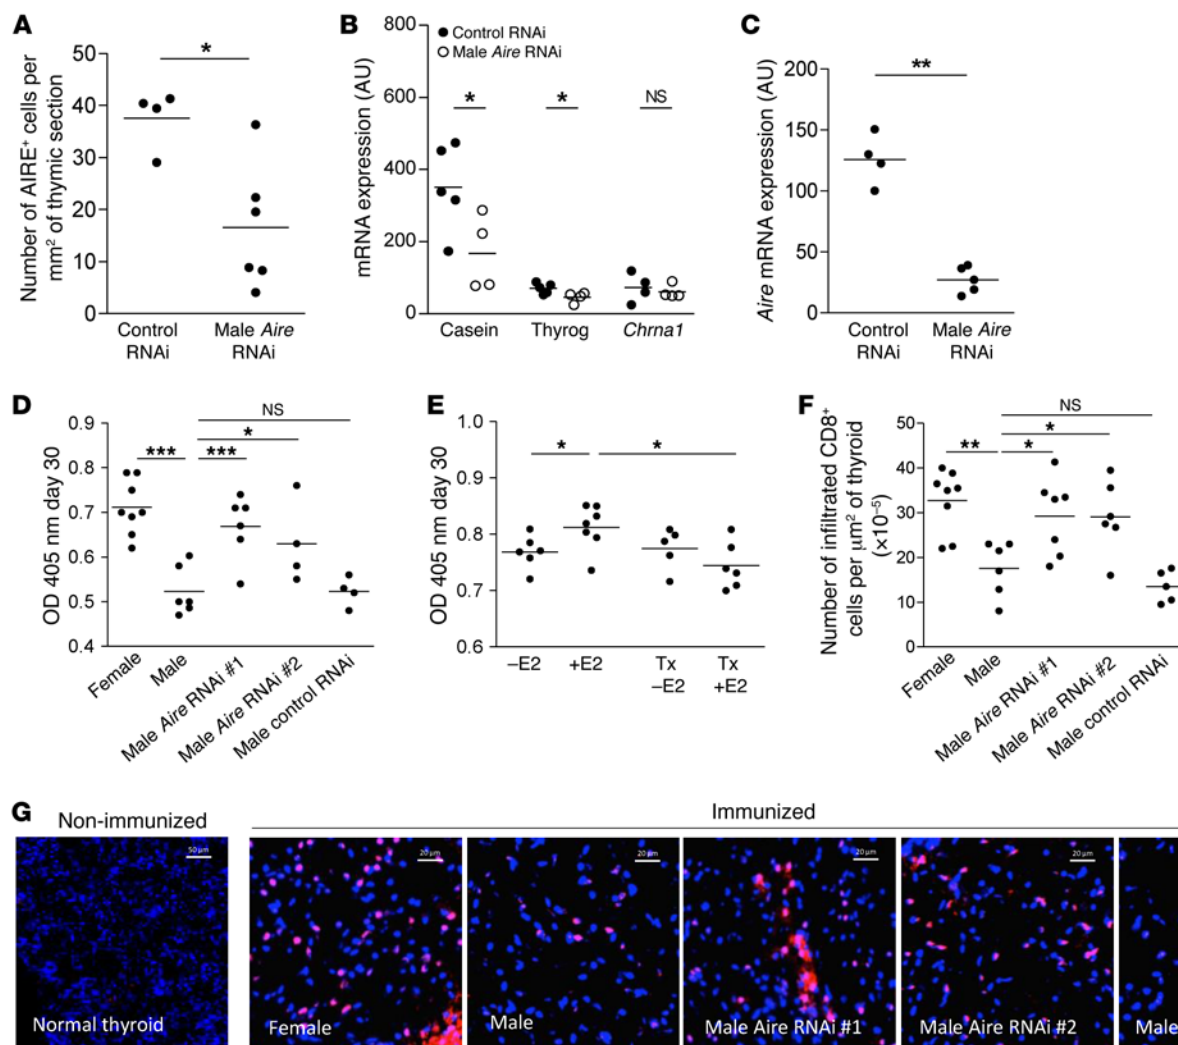 A
Number of AIRE⁺ cells per
mm² of thymic section
50
40
30
20
10
0
*
Control
RNAi
Male Aire
RNAi
B
mRNA expression (AU)
800
600
400
200
0
● Control RNAi
○ Male Aire RNAi
*
*
NS
Casein
Thyrog
Chrna1
C
Aire mRNA expression (AU)
200
150
100
50
0
**
Control
RNAi
Male Aire
RNAi
D
OD 405 nm day 30
0.9
0.8
0.7
0.6
0.5
0.4
NS
*
***
***
Female
Male
Male Aire RNAi #1
Male Aire RNAi #2
Male control RNAi
E
OD 405 nm day 30
1.0
0.9
0.8
0.7
0.6
*
*
–E2
+E2
Tx
–E2
Tx
+E2
F
Number of infiltrated CD8⁺
cells per μm² of thyroid
(×10⁻⁵)
50
40
30
20
10
0
NS
*
**
*
Female
Male
Male Aire RNAi #1
Male Aire RNAi #2
Male control RNAi
G
Non-immunized
Immunized
50 μm
Normal thyroid
20 μm
Female
20 μm
Male
20 μm
Male Aire RNAi #1
20 μm
Male Aire RNAi #2
Male